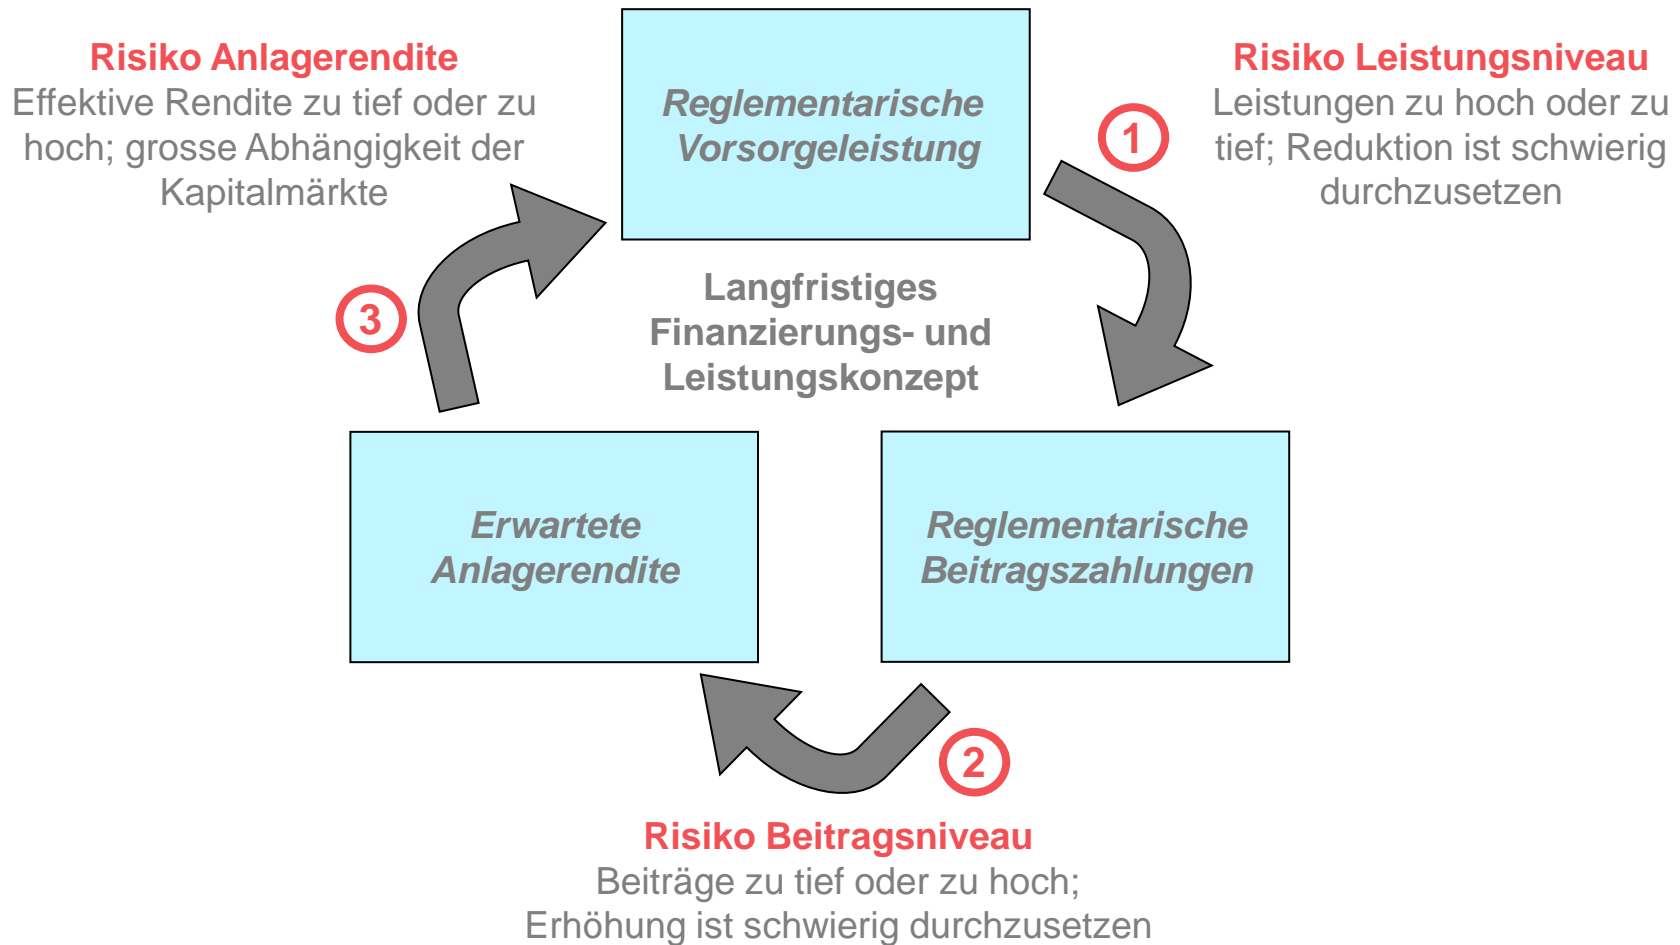 Risiko Anlagerendite
Effektive Rendite zu tief oder zu
hoch; grosse Abhängigkeit der
Kapitalmärkte
Reglementarische
Vorsorgeleistung
1
Risiko Leistungsniveau
Leistungen zu hoch oder zu
tief; Reduktion ist schwierig
durchzusetzen
3
Langfristiges
Finanzierungs- und
Leistungskonzept
Erwartete
Anlagerendite
Reglementarische
Beitragszahlungen
2
Risiko Beitragsniveau
Beiträge zu tief oder zu hoch;
Erhöhung ist schwierig durchzusetzen